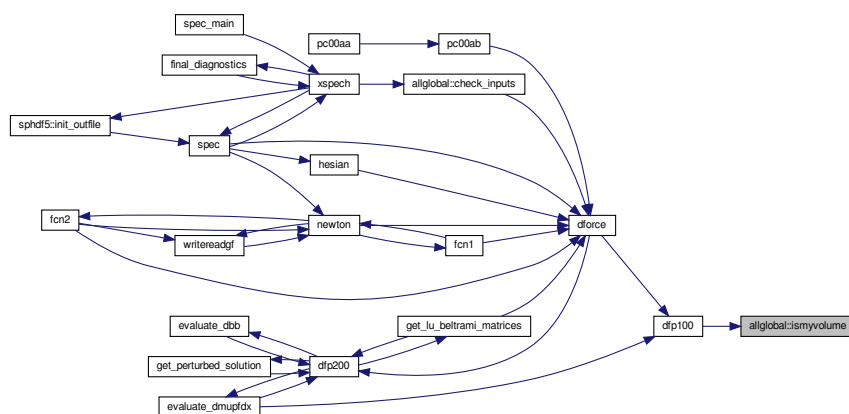 spec_main
pc00aa
pc00ab
final_diagnostics
xspech
allglobal::check_inputs
sphdf5::init_outfile
spec
hesian
fcn2
newton
dforce
writereadgf
fcn1
evaluate_dbb
get_lu_beltrami_matrices
dfp100
allglobal::ismyvolume
get_perturbed_solution
dfp200
evaluate_dmupfdx